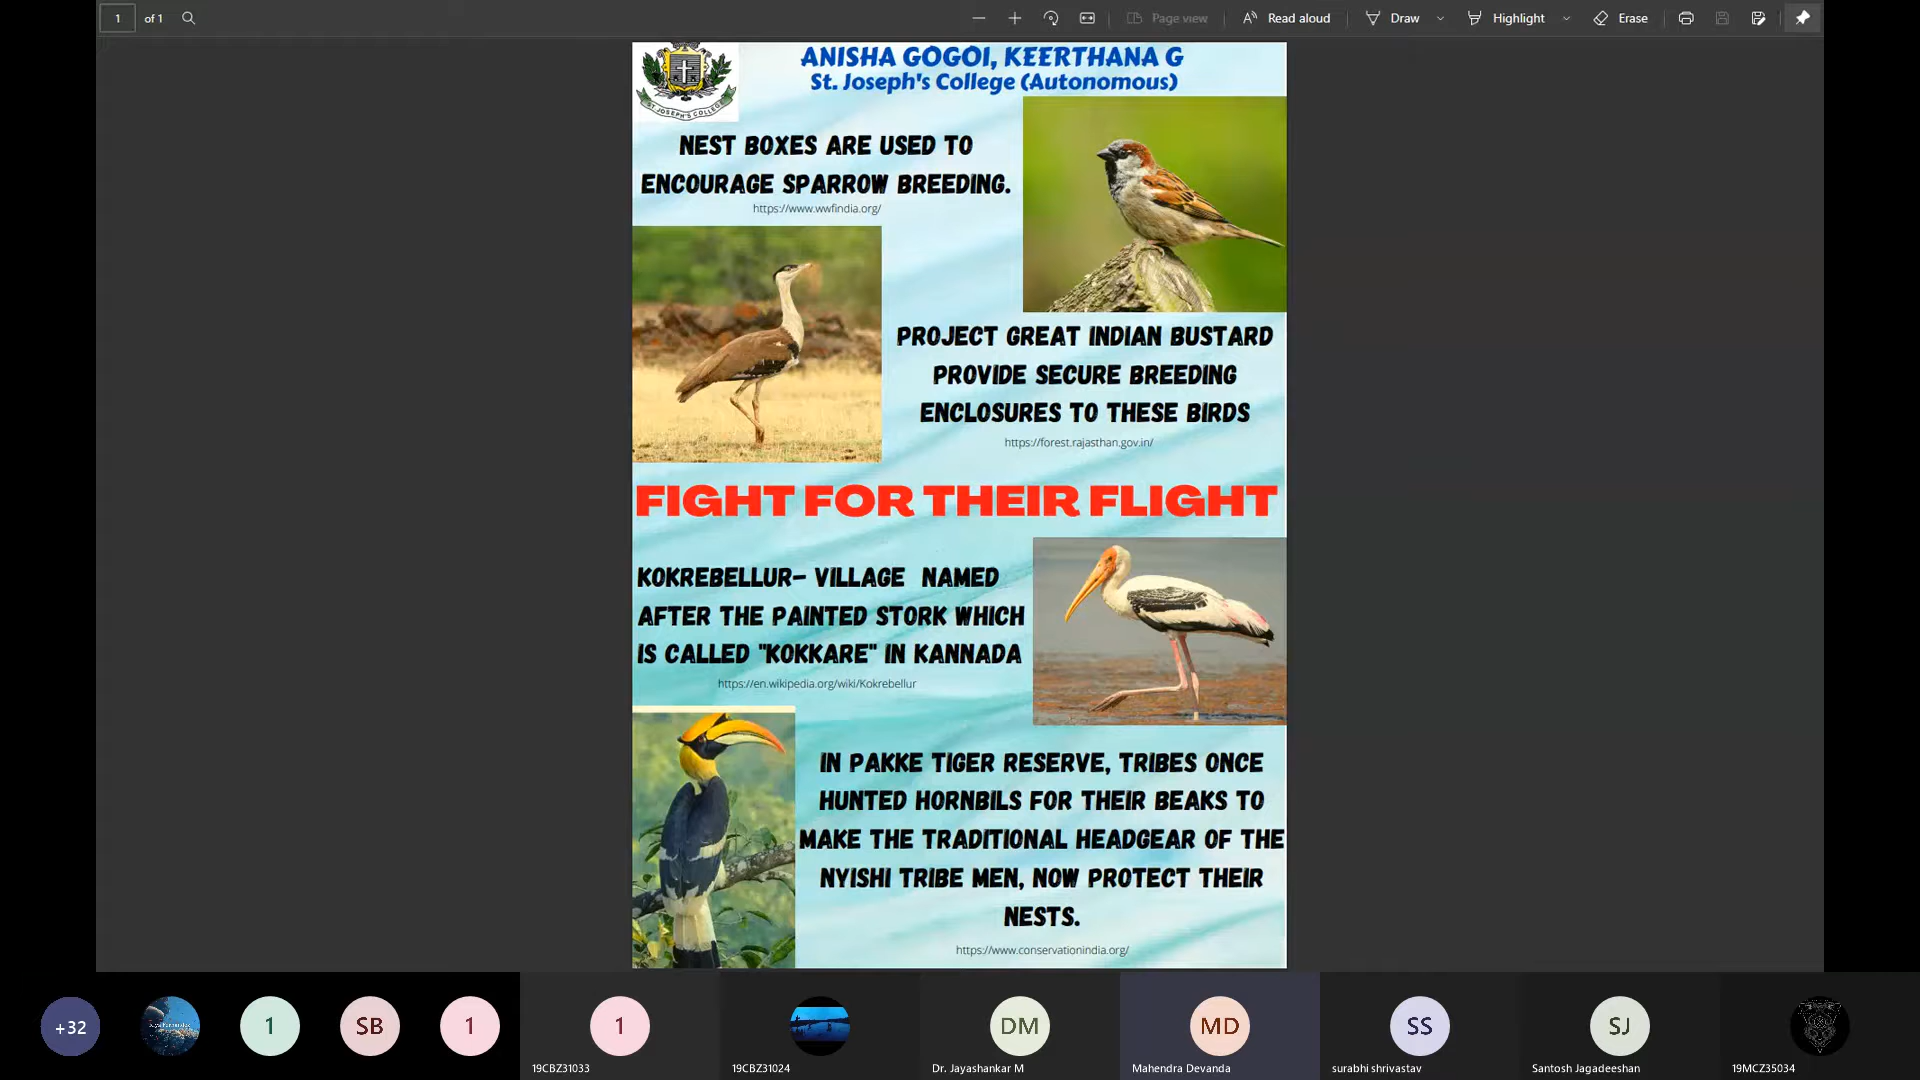 1 of 1 Page view Read aloud Draw Highlight Erase
ANISHA GOGOI, KEERTHANA G
St. Joseph's College (Autonomous)
ST. JOSEPH'S COLLEGE
NEST BOXES ARE USED TO
ENCOURAGE SPARROW BREEDING.
https://www.wwfindia.org/
PROJECT GREAT INDIAN BUSTARD
PROVIDE SECURE BREEDING
ENCLOSURES TO THESE BIRDS
https://forest.rajasthan.gov.in/
FIGHT FOR THEIR FLIGHT
KOKREBELLUR- VILLAGE NAMED
AFTER THE PAINTED STORK WHICH
IS CALLED "KOKKARE" IN KANNADA
https://en.wikipedia.org/wiki/Kokrebellur
IN PAKKE TIGER RESERVE, TRIBES ONCE
HUNTED HORNBILS FOR THEIR BEAKS TO
MAKE THE TRADITIONAL HEADGEAR OF THE
NYISHI TRIBE MEN, NOW PROTECT THEIR
NESTS.
https://www.conservationindia.org/
+32 1 SB 1 1 DM MD SS SJ
19CBZ31033 19CBZ31024 Dr. Jayashankar M Mahendra Devanda surabhi shrivastav Santosh Jagadeeshan 19MCZ35034